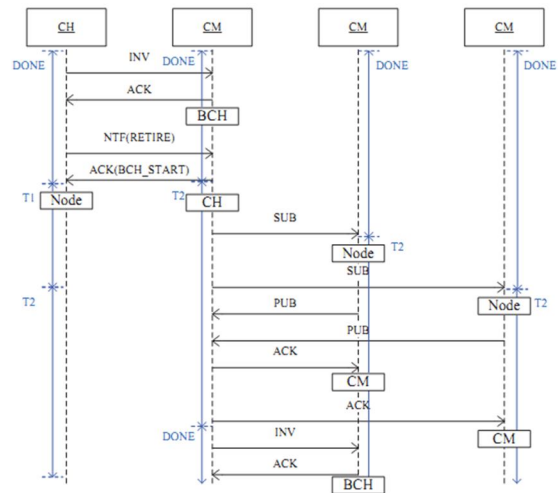 CH
CM
CM
CM
DONE
INV
DONE
DONE
DONE
ACK
BCH
NTF(RETIRE)
ACK(BCH_START)
T1
Node
T2
CH
SUB
Node
T2
SUB
T2
PUB
Node
T2
PUB
ACK
CM
ACK
DONE
INV
CM
ACK
BCH